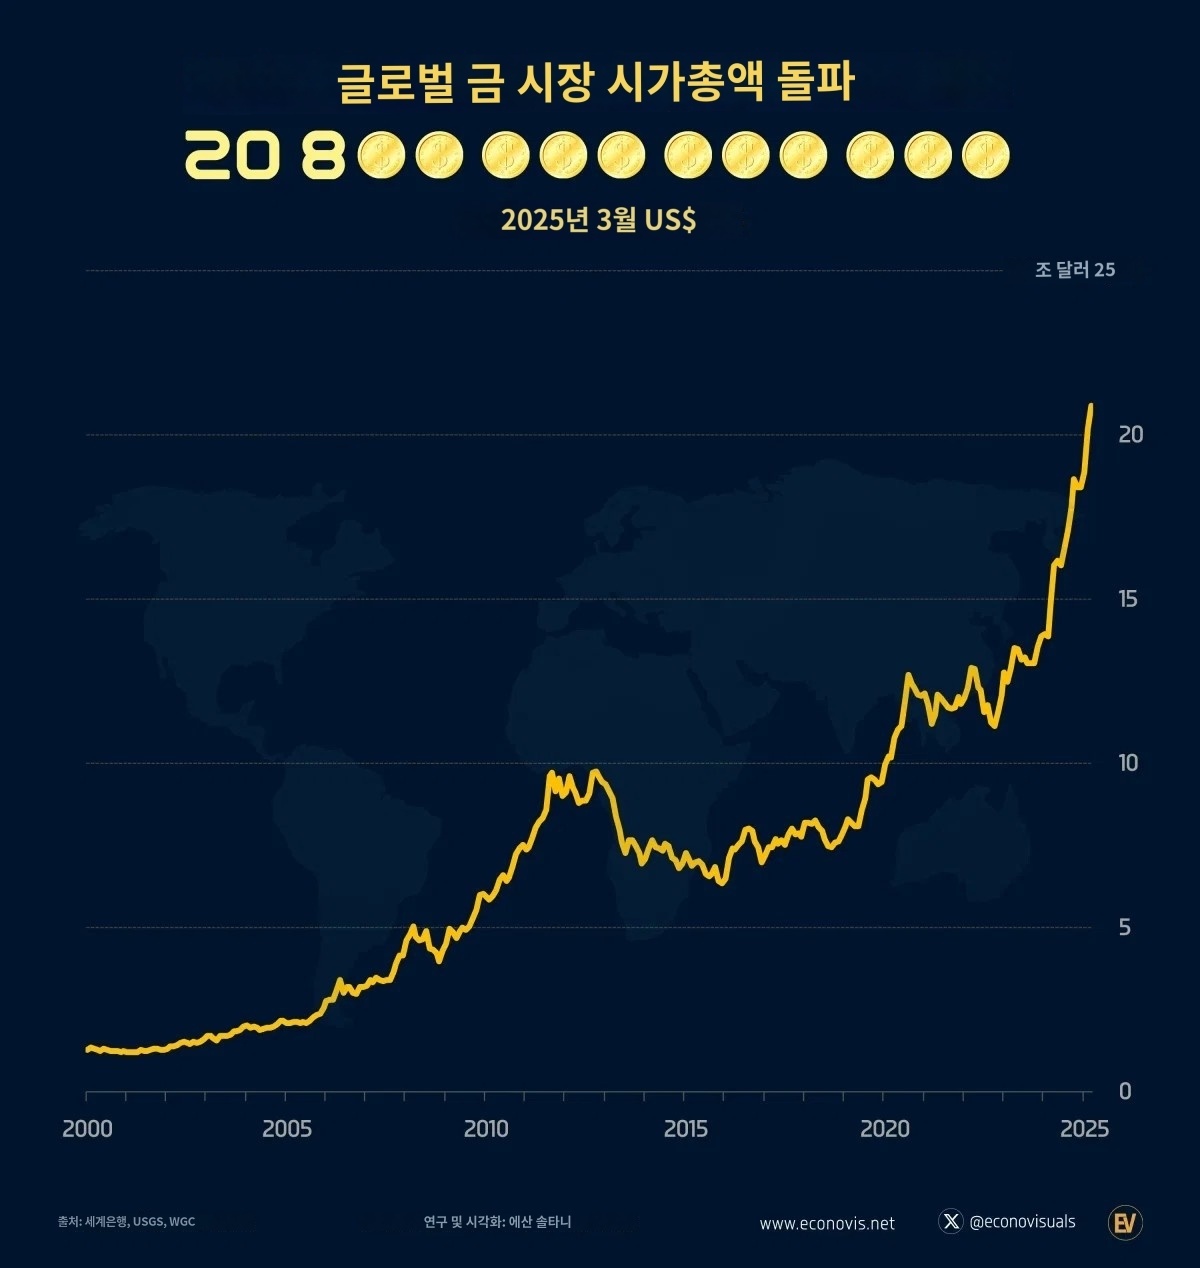 글로벌 금 시장 시가총액 돌파
20 8
2025년 3월 US$
조 달러 25
20
15
10
5
0
2000 2005 2010 2015 2020 2025
출처: 세계은행, USGS, WGC
연구 및 시각화: 에산 솔타니
www.econovis.net
@econovisuals
EV